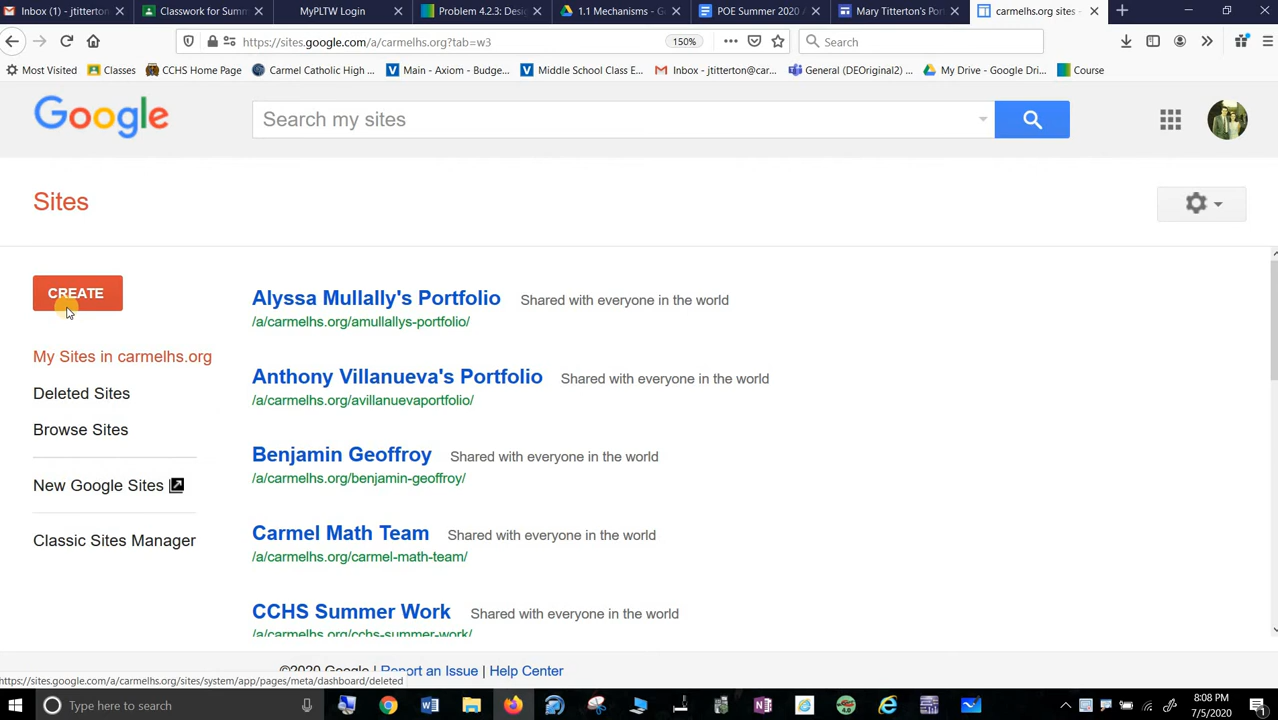 Inbox (1) - jtitterton
Classwork for Summ
MyPLTW Login
Problem 4.2.3: Desi
1.1 Mechanisms - G
POE Summer 2020 A
Mary Titterton's Port
carmelhs.org sites -
https://sites.google.com/a/carmelhs.org?tab=w3
150%
Search
Most Visited
Classes
CCHS Home Page
Carmel Catholic High ...
Main - Axiom - Budge...
Middle School Class E...
Inbox - jtitterton@car...
General (DEOriginal2) ...
My Drive - Google Dri...
Course
Google
Search my sites
Sites
CREATE
My Sites in carmelhs.org
Deleted Sites
Browse Sites
New Google Sites
Classic Sites Manager
Alyssa Mullally's Portfolio Shared with everyone in the world
/a/carmelhs.org/amullallys-portfolio/
Anthony Villanueva's Portfolio Shared with everyone in the world
/a/carmelhs.org/avillanuevaportfolio/
Benjamin Geoffroy Shared with everyone in the world
/a/carmelhs.org/benjamin-geoffroy/
Carmel Math Team Shared with everyone in the world
/a/carmelhs.org/carmel-math-team/
CCHS Summer Work Shared with everyone in the world
/a/carmelhs.org/cchs-summer-work/
©2020 Google | Report an Issue | Help Center
https://sites.google.com/a/carmelhs.org/sites/system/app/pages/meta/dashboard/deleted
Type here to search
8:08 PM
7/5/2020